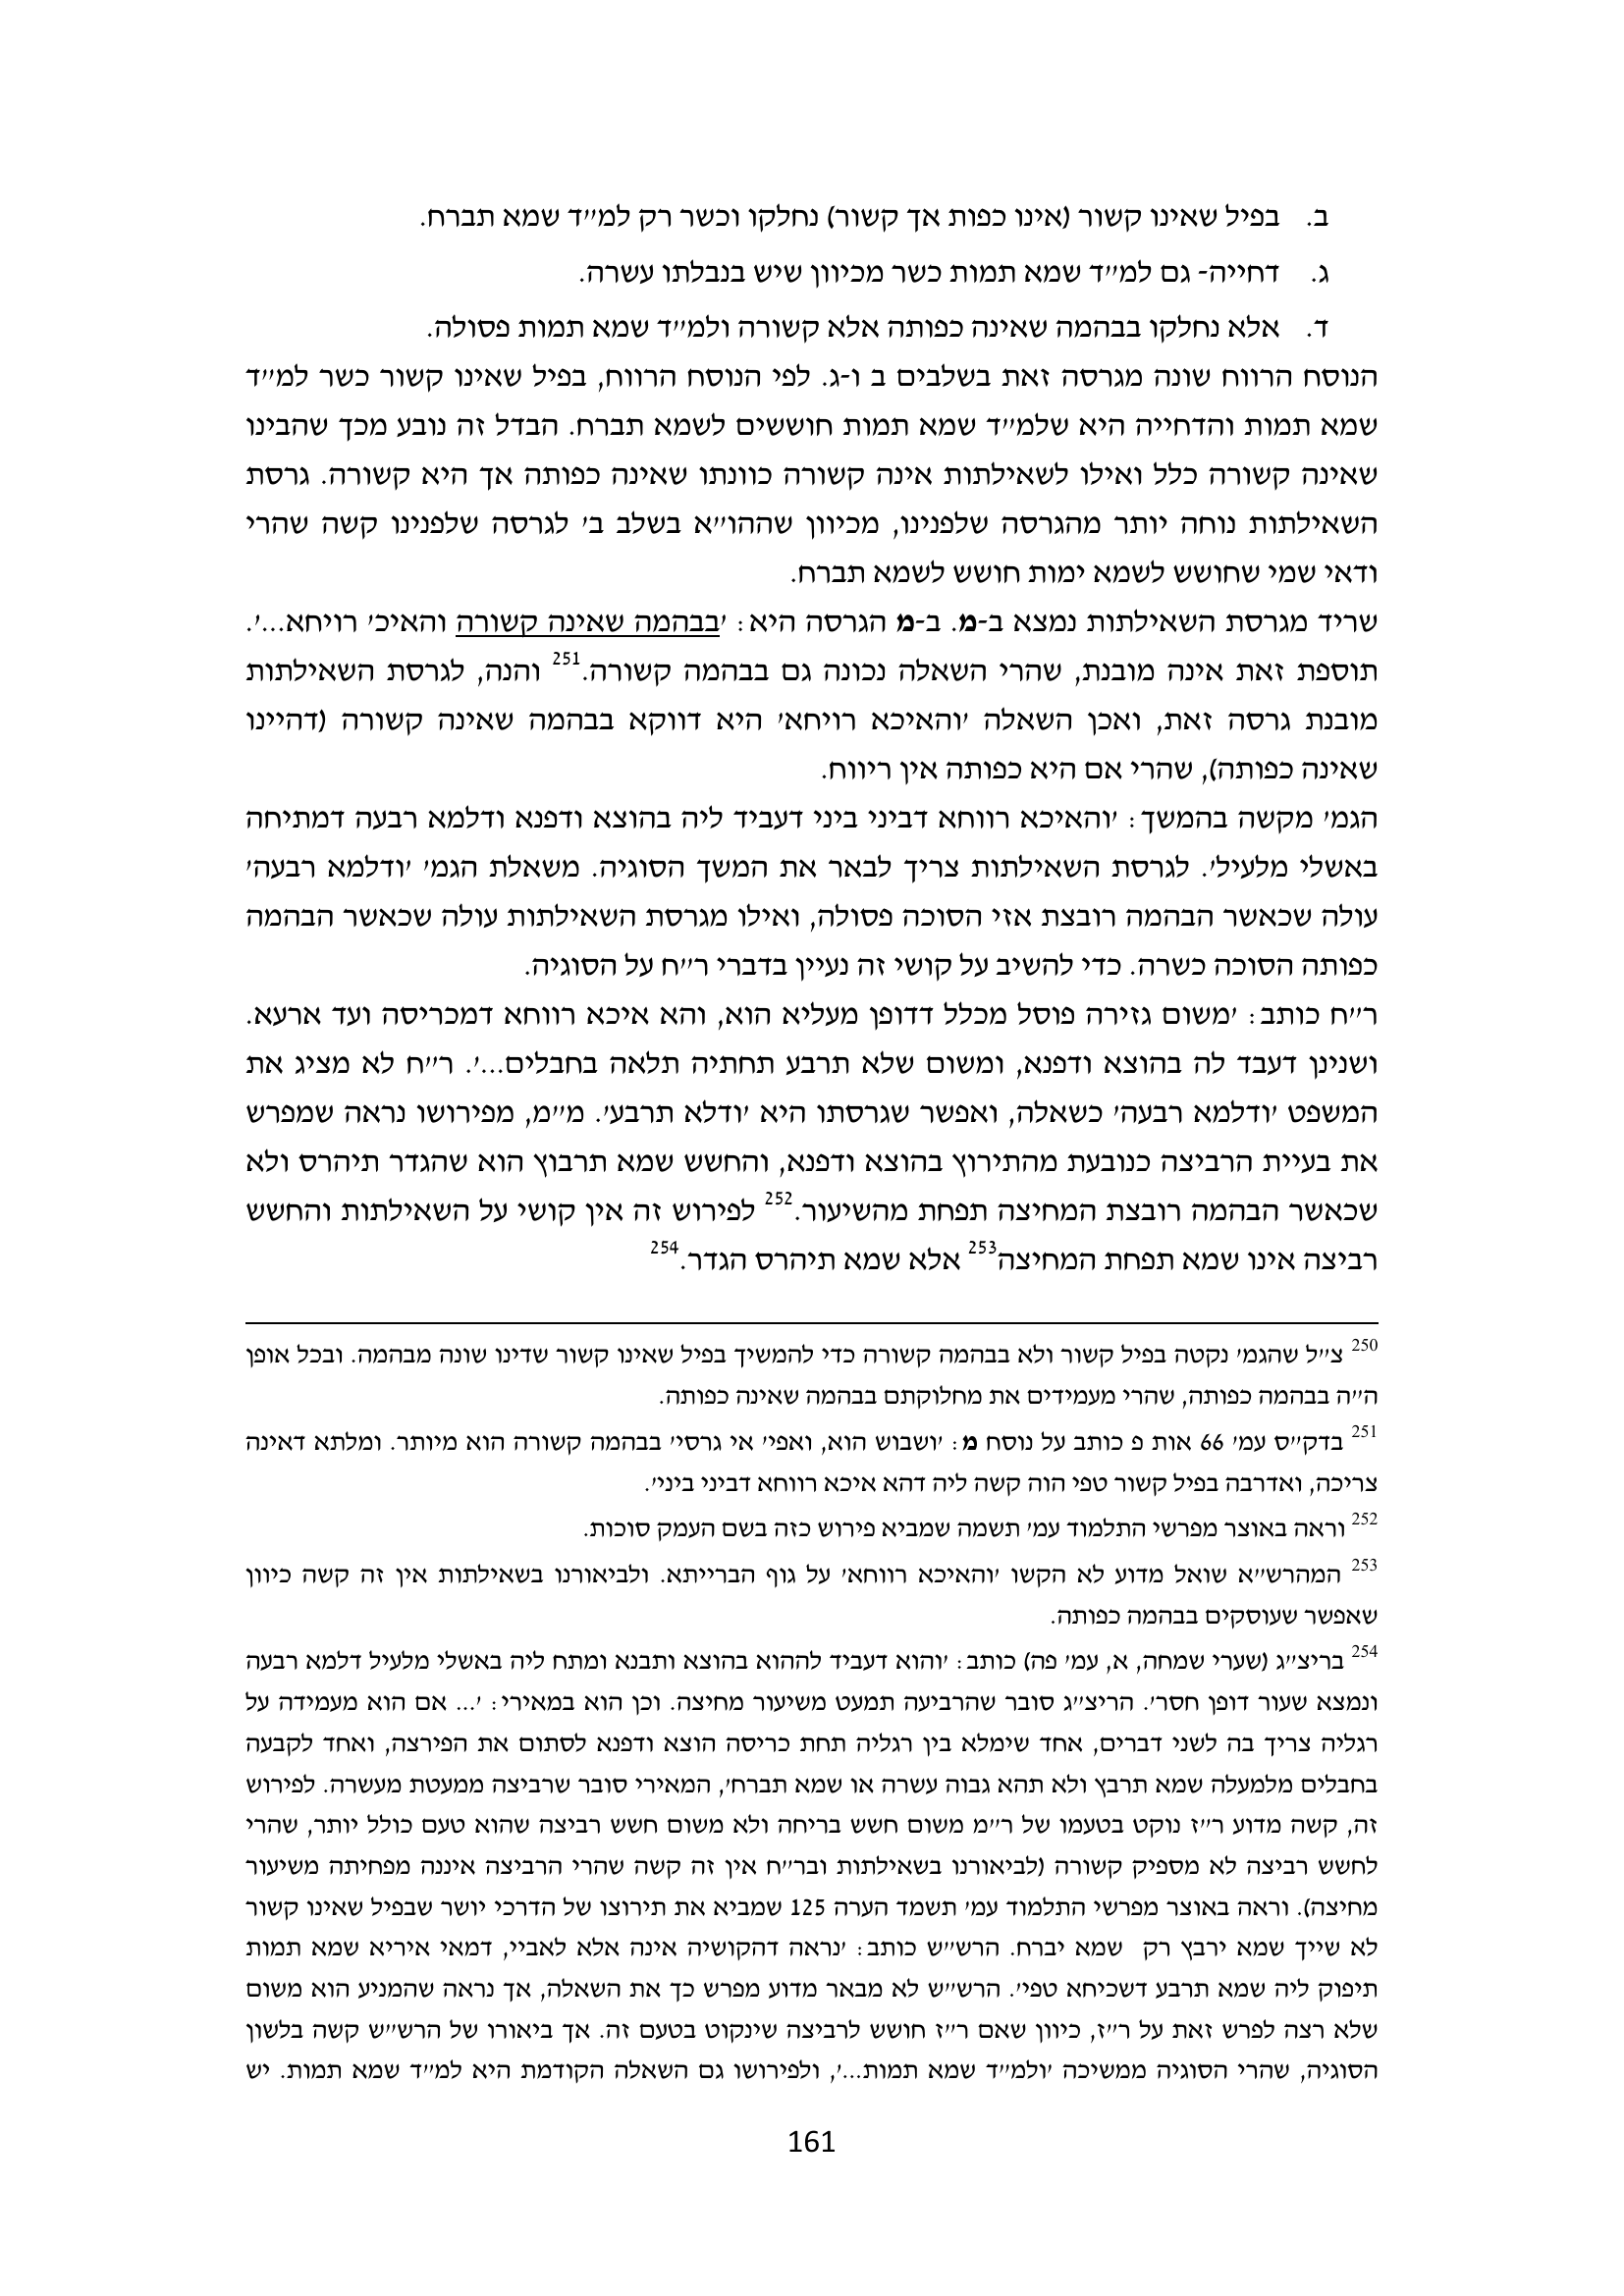 ב. בפיל שאינו קשור (אינו כפות אך קשור) נחלקו וכשר רק למ״ד שמא תברח.
ג. דחייה- גם למ״ד שמא תמות כשר מכיוון שיש בנבלתו עשרה.
ד. אלא נחלקו בבהמה שאינה כפותה אלא קשורה ולמ״ד שמא תמות פסולה.
הנוסח הרווח שונה מגרסה זאת בשלבים ב ו-ג. לפי הנוסח הרווח, בפיל שאינו קשור כשר למ״ד
שמא תמות והדחייה היא שלמ״ד שמא תמות חוששים לשמא תברח. הבדל זה נובע מכך שהבינו
שאינה קשורה כלל ואילו לשאילתות אינה קשורה כוונתו שאינה כפותה אך היא קשורה. גרסת
השאילתות נוחה יותר מהגרסה שלפנינו, מכיוון שההו״א בשלב ב׳ לגרסה שלפנינו קשה שהרי
ודאי שמי שחושש לשמא ימות חושש לשמא תברח.
שריד מגרסת השאילתות נמצא ב-מ. ב-מ הגרסה היא: ׳בבהמה שאינה קשורה והאיכ׳ רויחא...׳.
תוספת זאת אינה מובנת, שהרי השאלה נכונה גם בבהמה קשורה.251 והנה, לגרסת השאילתות
מובנת גרסה זאת, ואכן השאלה ׳והאיכא רויחא׳ היא דווקא בבהמה שאינה קשורה (דהיינו
שאינה כפותה), שהרי אם היא כפותה אין ריווח.
הגמ׳ מקשה בהמשך: ׳והאיכא רווחא דביני ביני דעביד ליה בהוצא ודפנא ודלמא רבעה דמתיחה
באשלי מלעיל׳. לגרסת השאילתות צריך לבאר את המשך הסוגיה. משאלת הגמ׳ ׳ודלמא רבעה׳
עולה שכאשר הבהמה רובצת אזי הסוכה פסולה, ואילו מגרסת השאילתות עולה שכאשר הבהמה
כפותה הסוכה כשרה. כדי להשיב על קושי זה נעיין בדברי ר״ח על הסוגיה.
ר״ח כותב: ׳משום גזירה פוסל מכלל דדופן מעליא הוא, והא איכא רווחא דמכריסה ועד ארעא.
ושנינן דעבד לה בהוצא ודפנא, ומשום שלא תרבע תחתיה תלאה בחבלים...׳. ר״ח לא מציג את
המשפט ׳ודלמא רבעה׳ כשאלה, ואפשר שגרסתו היא ׳ודלא תרבע׳. מ״מ, מפירושו נראה שמפרש
את בעיית הרביצה כנובעת מהתירוץ בהוצא ודפנא, והחשש שמא תרבוץ הוא שהגדר תיהרס ולא
שכאשר הבהמה רובצת המחיצה תפחת מהשיעור.252 לפירוש זה אין קושי על השאילתות והחשש
רביצה אינו שמא תפחת המחיצה253 אלא שמא תיהרס הגדר.254
250 צ״ל שהגמ׳ נקטה בפיל קשור ולא בבהמה קשורה כדי להמשיך בפיל שאינו קשור שדינו שונה מבהמה. ובכל אופן
ה״ה בבהמה כפותה, שהרי מעמידים את מחלוקתם בבהמה שאינה כפותה.
251 בדק״ס עמ׳ 66 אות פ כותב על נוסח מ: ׳ושבוש הוא, ואפי׳ אי גרסי׳ בבהמה קשורה הוא מיותר. ומלתא דאינה
צריכה, ואדרבה בפיל קשור טפי הוה קשה ליה דהא איכא רווחא דביני ביני׳.
252 וראה באוצר מפרשי התלמוד עמ׳ תשמה שמביא פירוש כזה בשם העמק סוכות.
253 המהרש״א שואל מדוע לא הקשו ׳והאיכא רווחא׳ על גוף הברייתא. ולביאורנו בשאילתות אין זה קשה כיוון
שאפשר שעוסקים בבהמה כפותה.
254 בריצ״ג (שערי שמחה, א, עמ׳ פה) כותב: ׳והוא דעביד לההוא בהוצא ותבנא ומתח ליה באשלי מלעיל דלמא רבעה
ונמצא שעור דופן חסר׳. הריצ״ג סובר שהרביעה תמעט משיעור מחיצה. וכן הוא במאירי: ׳... אם הוא מעמידה על
רגליה צריך בה לשני דברים, אחד שימלא בין רגליה תחת כריסה הוצא ודפנא לסתום את הפירצה, ואחד לקבעה
בחבלים מלמעלה שמא תרבץ ולא תהא גבוה עשרה או שמא תברח׳, המאירי סובר שרביצה ממעטת מעשרה. לפירוש
זה, קשה מדוע ר״ז נוקט בטעמו של ר״מ משום חשש בריחה ולא משום חשש רביצה שהוא טעם כולל יותר, שהרי
לחשש רביצה לא מספיק קשורה (לביאורנו בשאילתות ובר״ח אין זה קשה שהרי הרביצה איננה מפחיתה משיעור
מחיצה). וראה באוצר מפרשי התלמוד עמ׳ תשמד הערה 125 שמביא את תירוצו של הדרכי יושר שבפיל שאינו קשור
לא שייך שמא ירבץ רק שמא יברח. הרש״ש כותב: ׳נראה דהקושיה אינה אלא לאביי, דמאי איריא שמא תמות
תיפוק ליה שמא תרבע דשכיחא טפי׳. הרש״ש לא מבאר מדוע מפרש כך את השאלה, אך נראה שהמניע הוא משום
שלא רצה לפרש זאת על ר״ז, כיוון שאם ר״ז חושש לרביצה שינקוט בטעם זה. אך ביאורו של הרש״ש קשה בלשון
הסוגיה, שהרי הסוגיה ממשיכה ׳ולמ״ד שמא תמות...׳, ולפירושו גם השאלה הקודמת היא למ״ד שמא תמות. יש
161